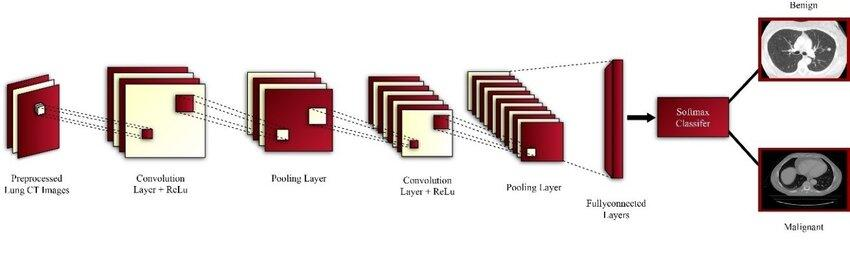 Benign
Softmax
Classifer
Preprocessed
Lung CT Images
Convolution
Layer + ReLu
Pooling Layer
Convolution
Layer + ReLu
Pooling Layer
Fullyconnected
Layers
Malignant